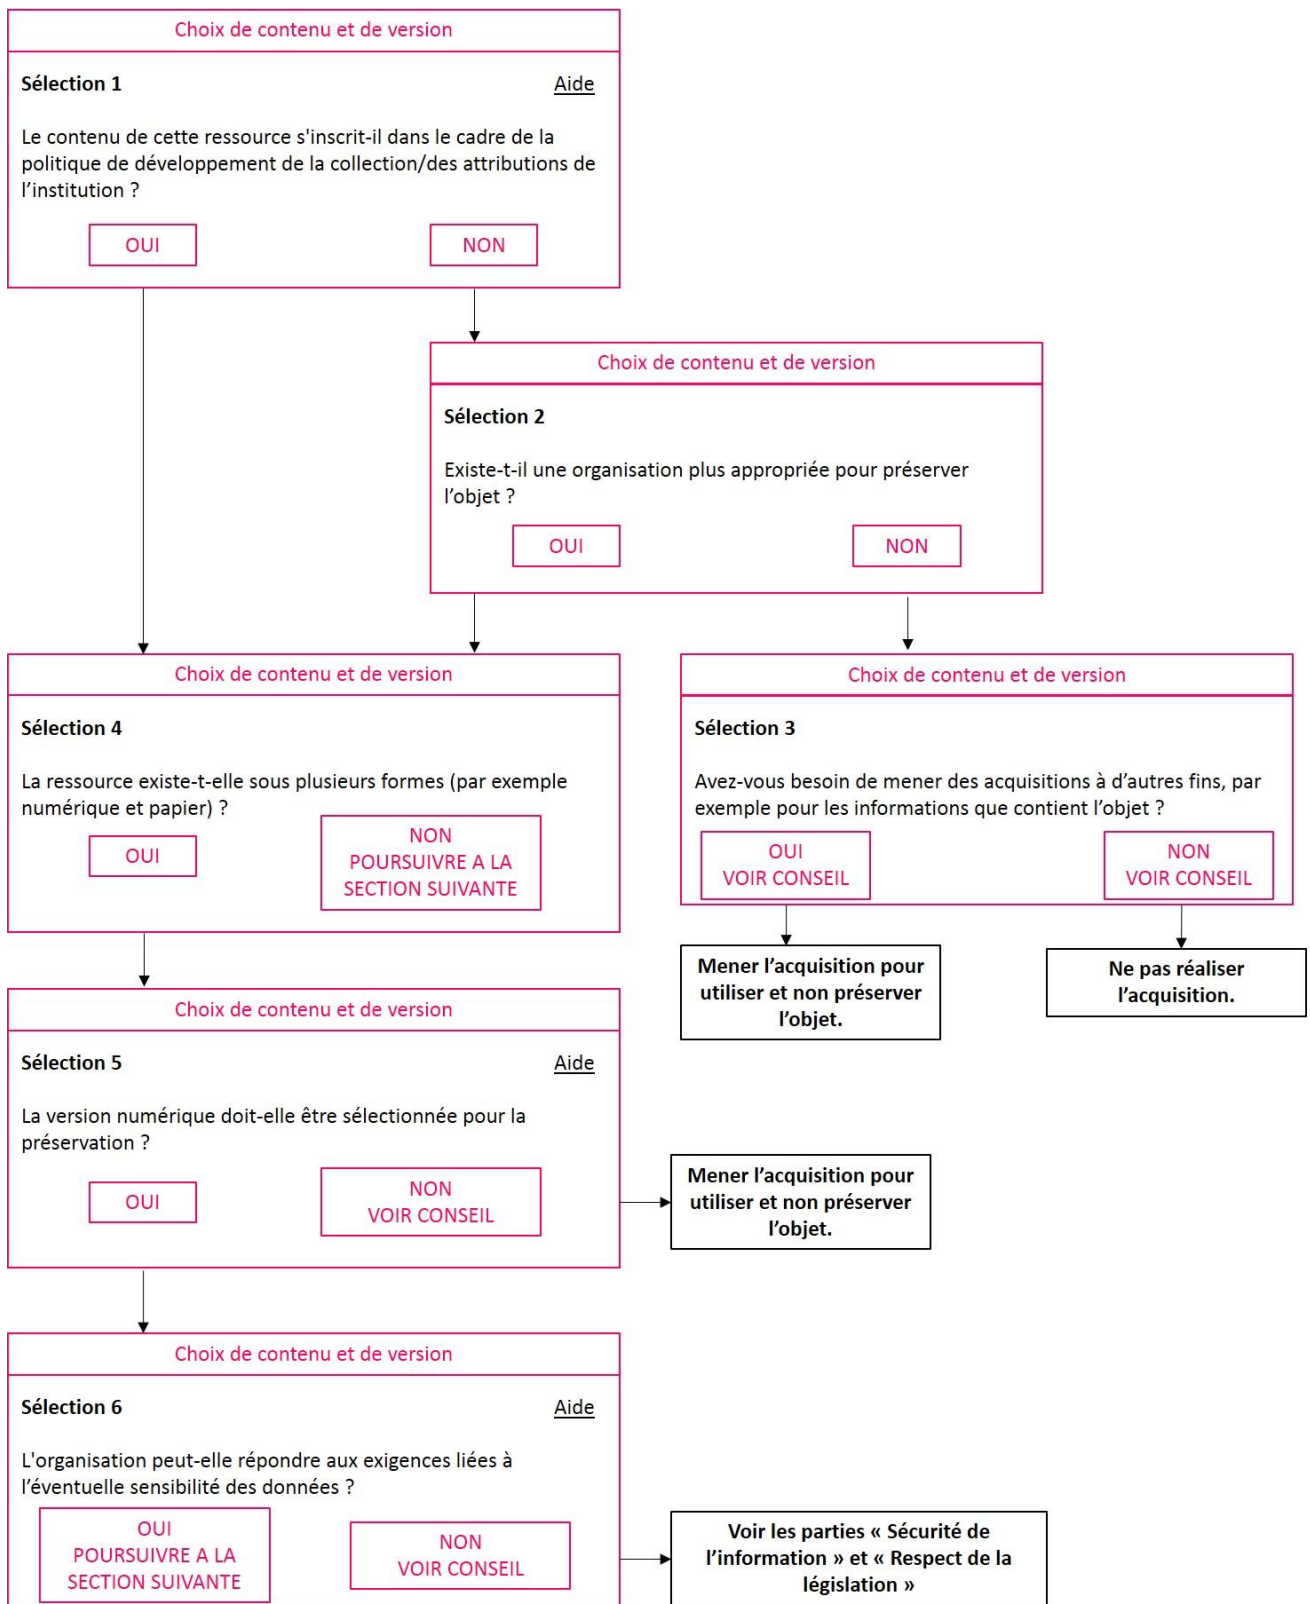 Choix de contenu et de version
Sélection 1
Aide
Le contenu de cette ressource s'inscrit-il dans le cadre de la
politique de développement de la collection/des attributions de
l’institution ?
OUI
NON
Choix de contenu et de version
Sélection 2
Existe-t-il une organisation plus appropriée pour préserver
l’objet ?
OUI
NON
Choix de contenu et de version
Sélection 4
La ressource existe-t-elle sous plusieurs formes (par exemple
numérique et papier) ?
OUI
NON
POURSUIVRE A LA
SECTION SUIVANTE
Choix de contenu et de version
Sélection 3
Avez-vous besoin de mener des acquisitions à d’autres fins, par
exemple pour les informations que contient l’objet ?
OUI
VOIR CONSEIL
NON
VOIR CONSEIL
Mener l’acquisition pour
utiliser et non préserver
l’objet.
Ne pas réaliser
l’acquisition.
Choix de contenu et de version
Sélection 5
Aide
La version numérique doit-elle être sélectionnée pour la
préservation ?
OUI
NON
VOIR CONSEIL
Mener l’acquisition pour
utiliser et non préserver
l’objet.
Choix de contenu et de version
Sélection 6
Aide
L'organisation peut-elle répondre aux exigences liées à
l’éventuelle sensibilité des données ?
OUI
POURSUIVRE A LA
SECTION SUIVANTE
NON
VOIR CONSEIL
Voir les parties « Sécurité de
l’information » et « Respect de la
législation »